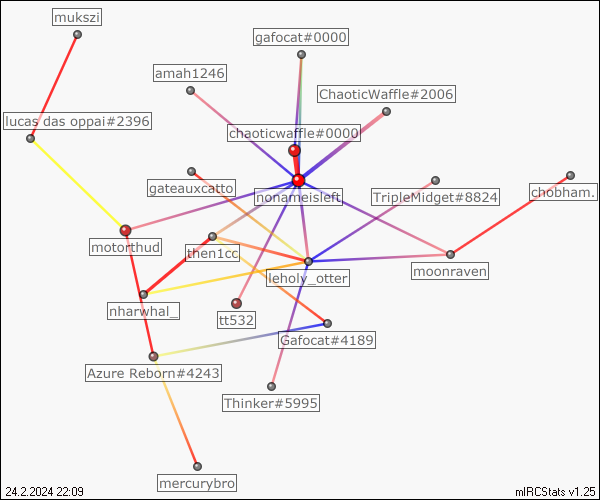 mukszi
gafocat#0000
amah1246
ChaoticWaffle#2006
lucas das oppai#2396
chaoticwaffle#0000
gateauxcatto
nonameisleft
TripleMidget#8824
chobham.
motorthud
then1cc
leholy_otter
moonraven
nharwhal_
tt532
Gafocat#4189
Azure Reborn#4243
Thinker#5995
mercurybro
24.2.2024 22:09
mIRCStats v1.25